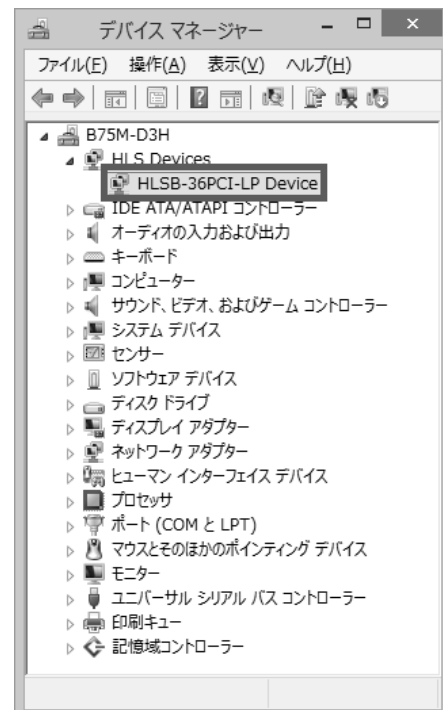 デバイス マネージャー
ファイル(F) 操作(A) 表示(V) ヘルプ(H)
B75M-D3H
HLS Devices
HLSB-36PCI-LP Device
IDE ATA/ATAPI コントローラー
オーディオの入力および出力
キーボード
コンピューター
サウンド、ビデオ、およびゲーム コントローラー
システム デバイス
センサー
ソフトウェア デバイス
ディスク ドライブ
ディスプレイ アダプター
ネットワーク アダプター
ヒューマン インターフェイス デバイス
プロセッサ
ポート (COM と LPT)
マウスとそのほかのポインティング デバイス
モニター
ユニバーサル シリアル バス コントローラー
印刷キュー
記憶域コントローラー